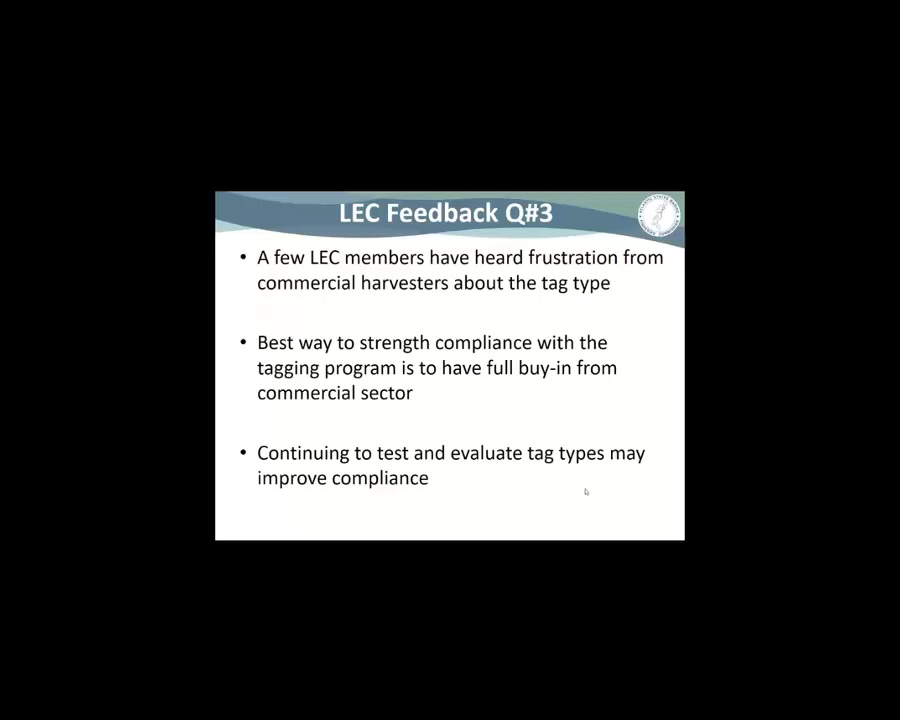 LEC Feedback Q#3
• A few LEC members have heard frustration from
commercial harvesters about the tag type
• Best way to strength compliance with the
tagging program is to have full buy-in from
commercial sector
• Continuing to test and evaluate tag types may
improve compliance